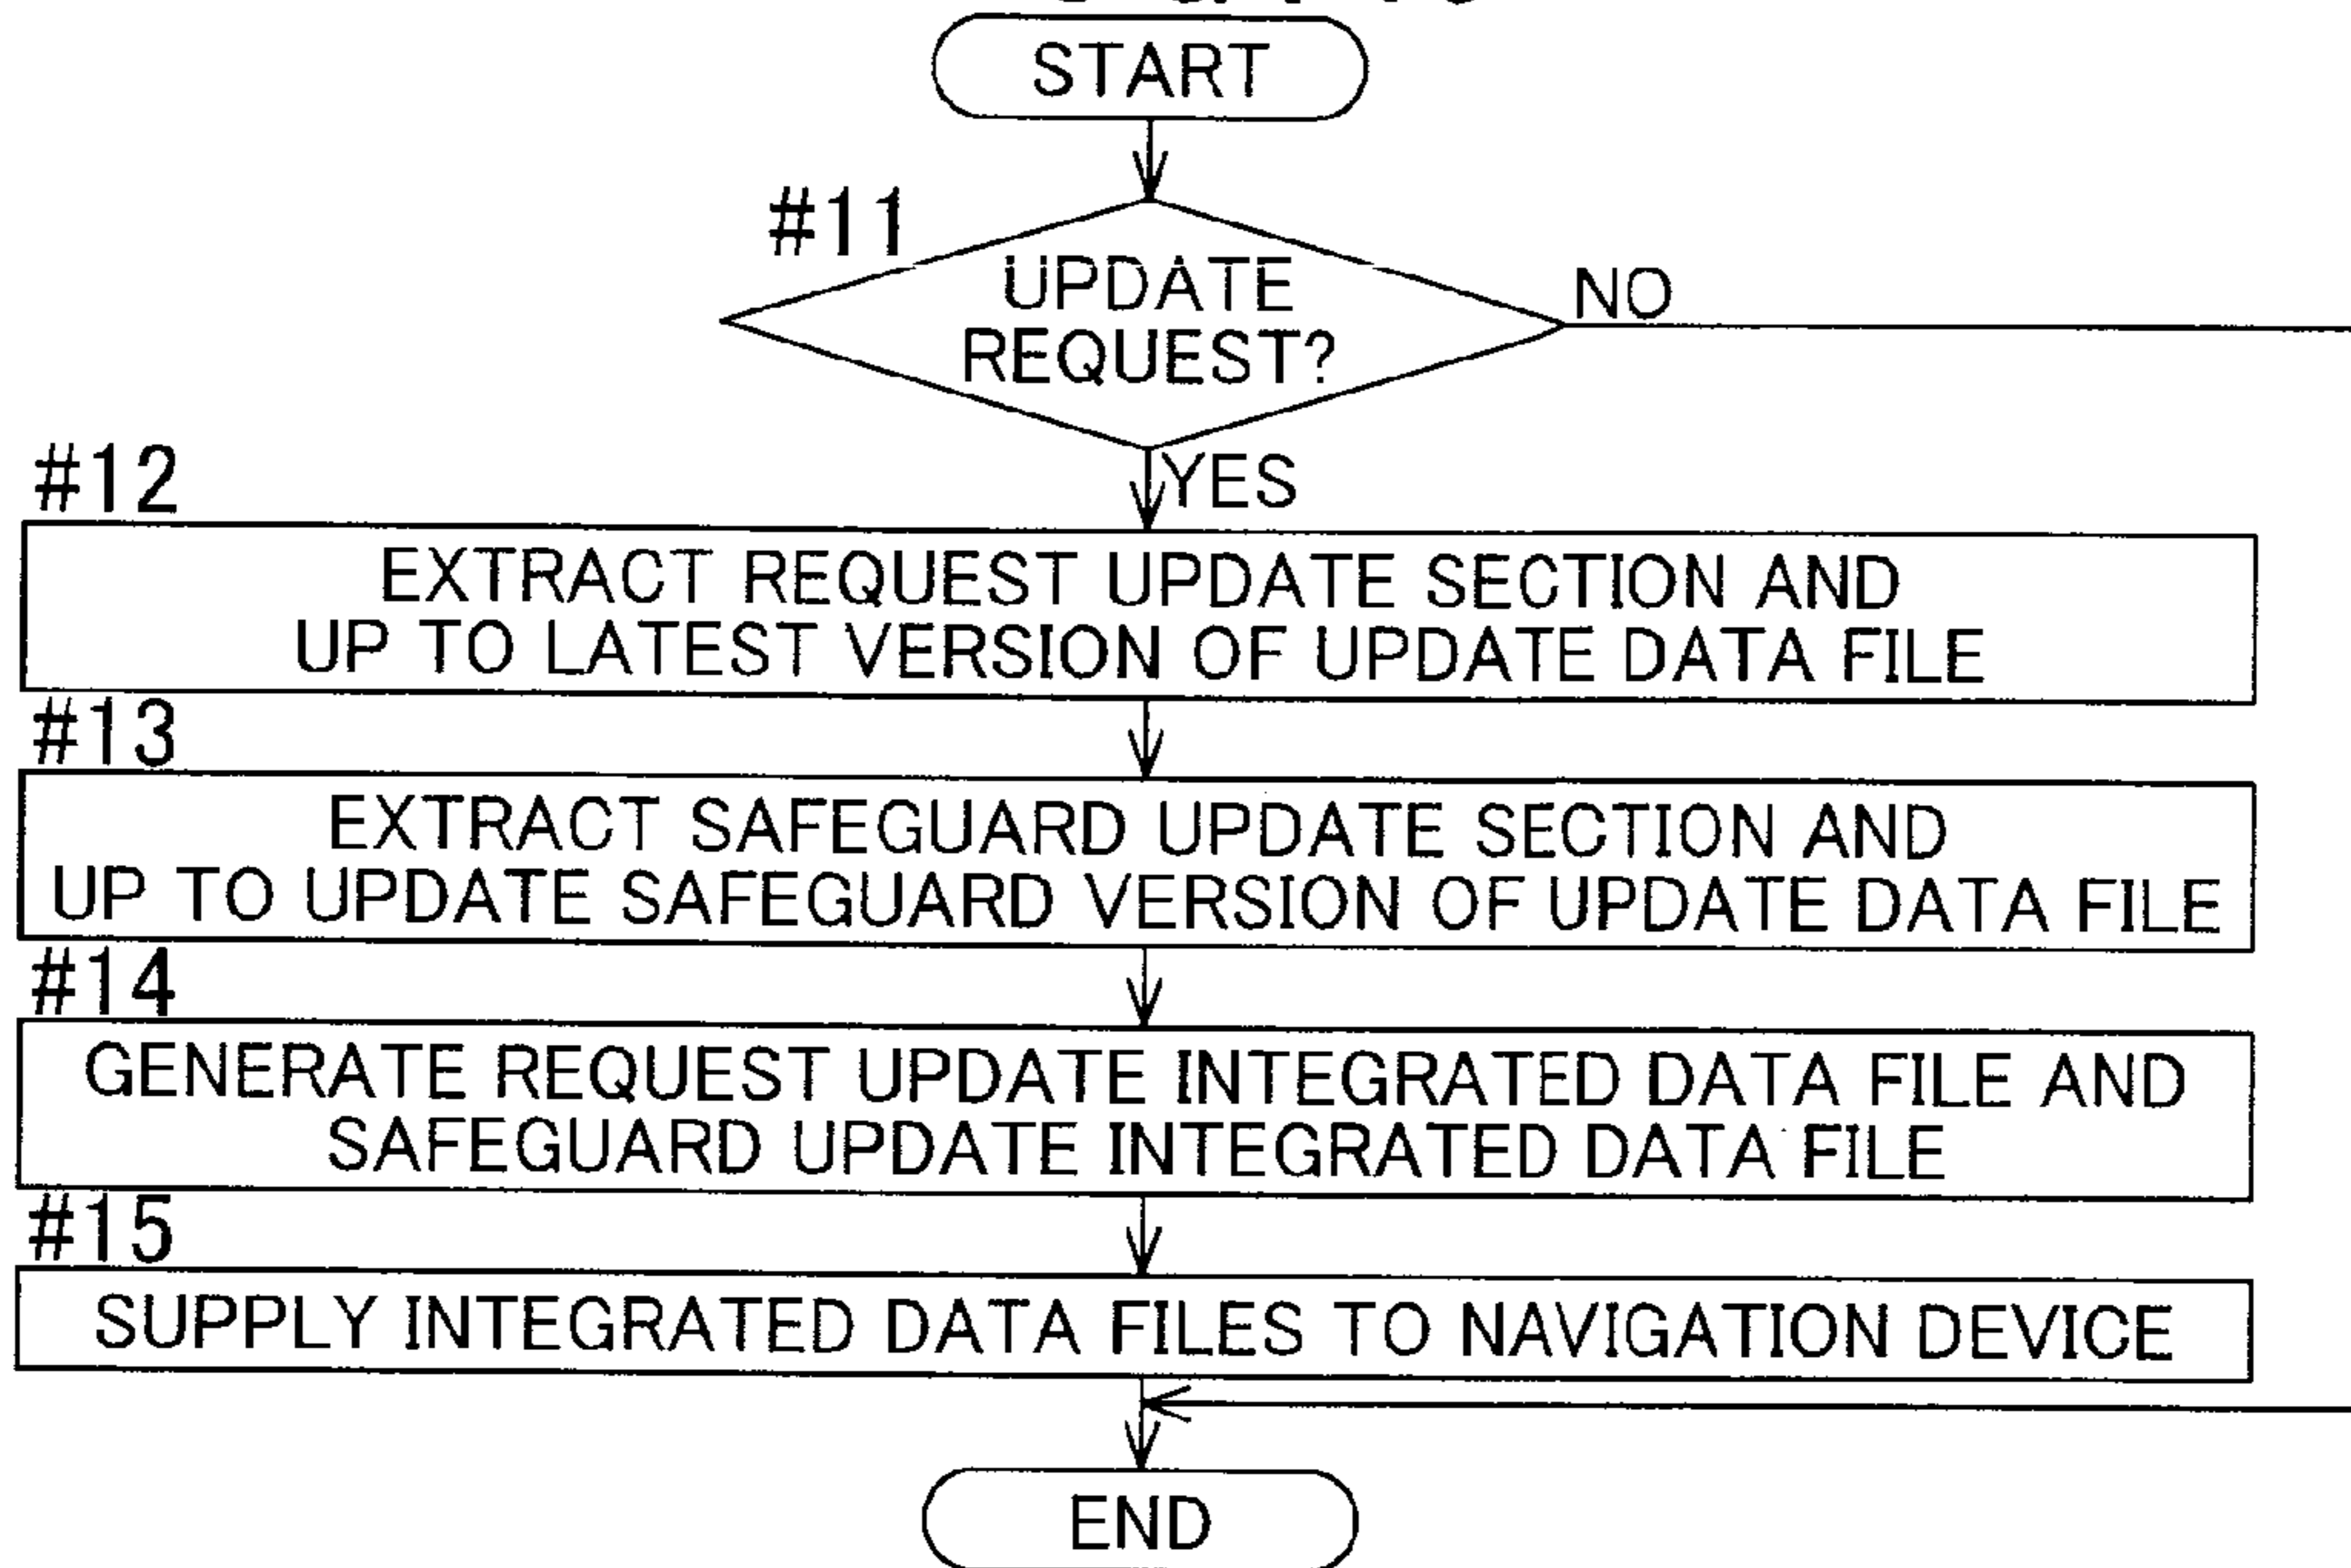 START
#11
UPDATE
REQUEST?
NO
YES
#12
EXTRACT REQUEST UPDATE SECTION AND
UP TO LATEST VERSION OF UPDATE DATA FILE
#13
EXTRACT SAFEGUARD UPDATE SECTION AND
UP TO UPDATE SAFEGUARD VERSION OF UPDATE DATA FILE
#14
GENERATE REQUEST UPDATE INTEGRATED DATA FILE AND
SAFEGUARD UPDATE INTEGRATED DATA FILE
#15
SUPPLY INTEGRATED DATA FILES TO NAVIGATION DEVICE
END